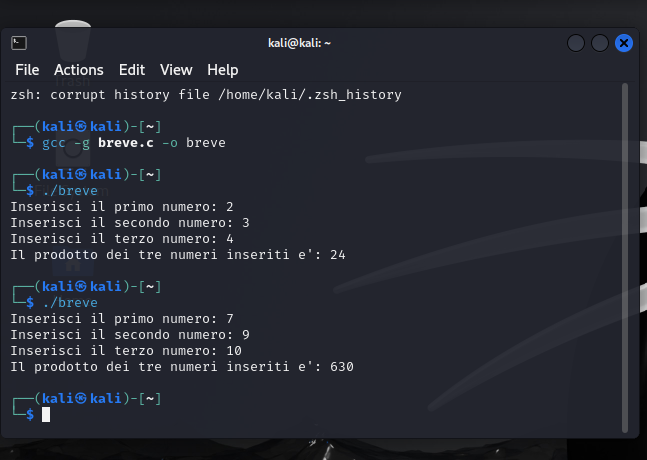 kali@kali: ~
File Actions Edit View Help
zsh: corrupt history file /home/kali/.zsh_history
┌──(kali㉿kali)-[~]
└─$ gcc -g breve.c -o breve
┌──(kali㉿kali)-[~]
└─$ ./breve
Inserisci il primo numero: 2
Inserisci il secondo numero: 3
Inserisci il terzo numero: 4
Il prodotto dei tre numeri inseriti e': 24
┌──(kali㉿kali)-[~]
└─$ ./breve
Inserisci il primo numero: 7
Inserisci il secondo numero: 9
Inserisci il terzo numero: 10
Il prodotto dei tre numeri inseriti e': 630
┌──(kali㉿kali)-[~]
└─$